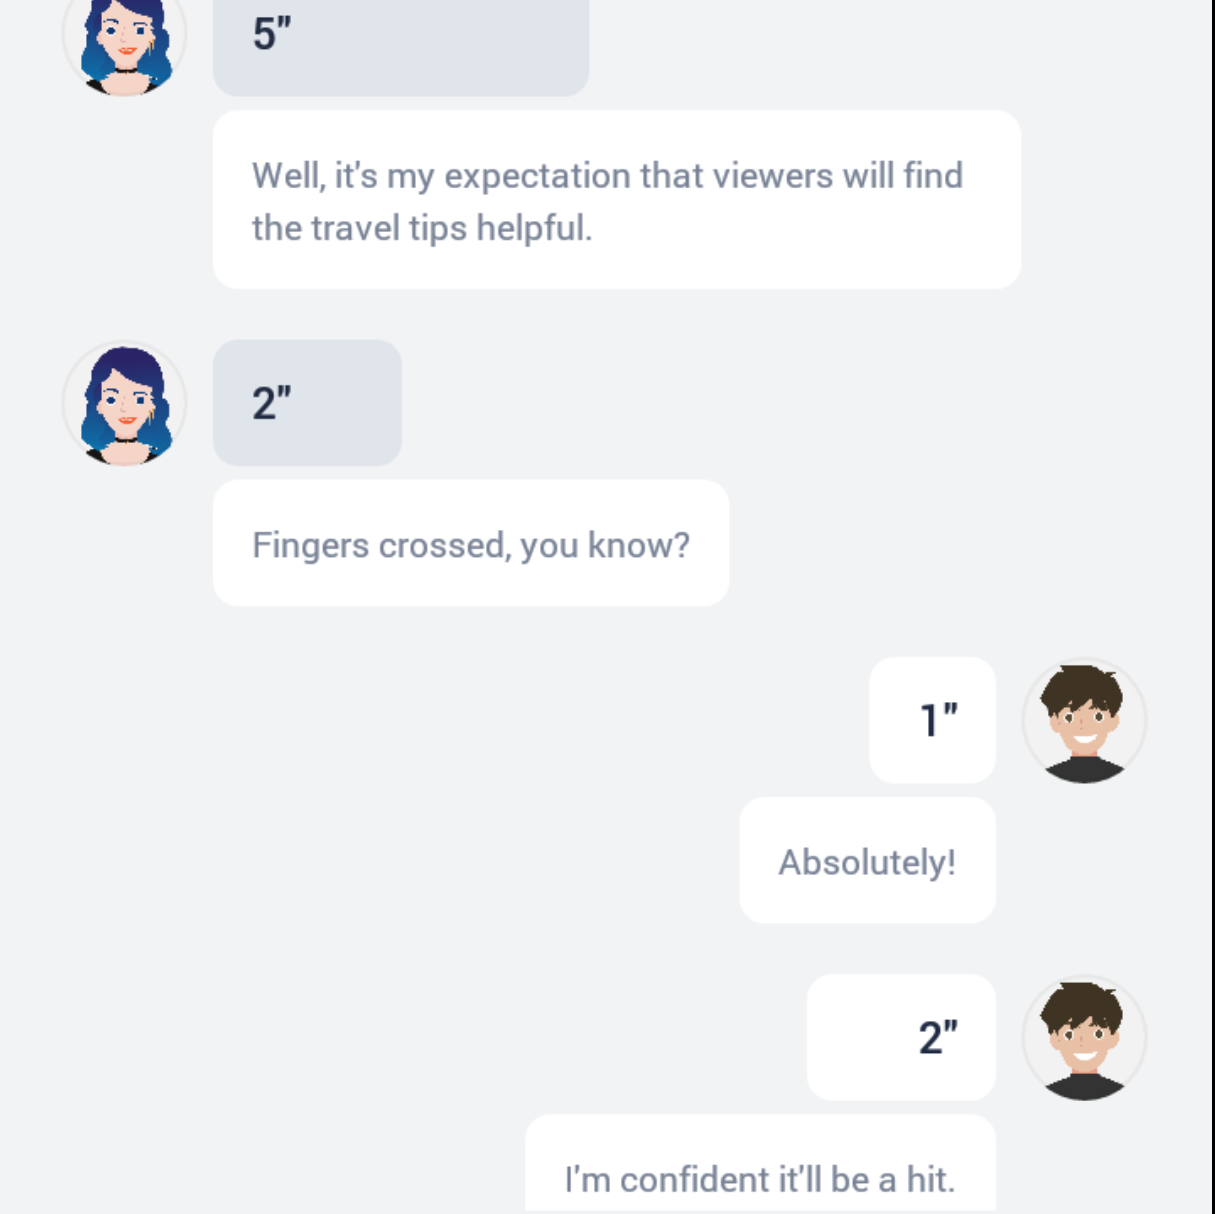 5"
Well, it's my expectation that viewers will find
the travel tips helpful.
2"
Fingers crossed, you know?
1"
Absolutely!
2"
I'm confident it'll be a hit.